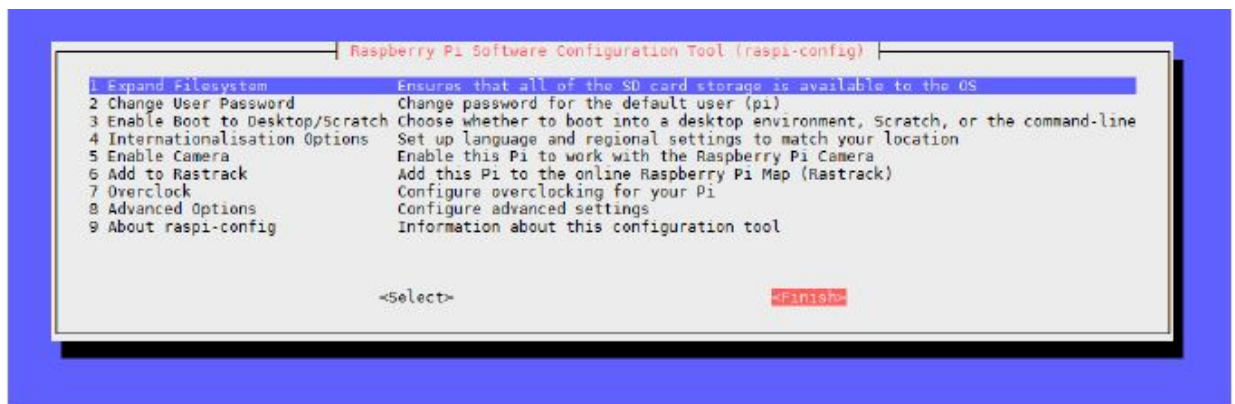 Raspberry Pi Software Configuration Tool (raspi-config)
1 Expand Filesystem Ensures that all of the SD card storage is available to the OS
2 Change User Password Change password for the default user (pi)
3 Enable Boot to Desktop/Scratch Choose whether to boot into a desktop environment, Scratch, or the command-line
4 Internationalisation Options Set up language and regional settings to match your location
5 Enable Camera Enable this Pi to work with the Raspberry Pi Camera
6 Add to Rastrack Add this Pi to the online Raspberry Pi Map (Rastrack)
7 Overclock Configure overclocking for your Pi
8 Advanced Options Configure advanced settings
9 About raspi-config Information about this configuration tool
<Select> <Finish>